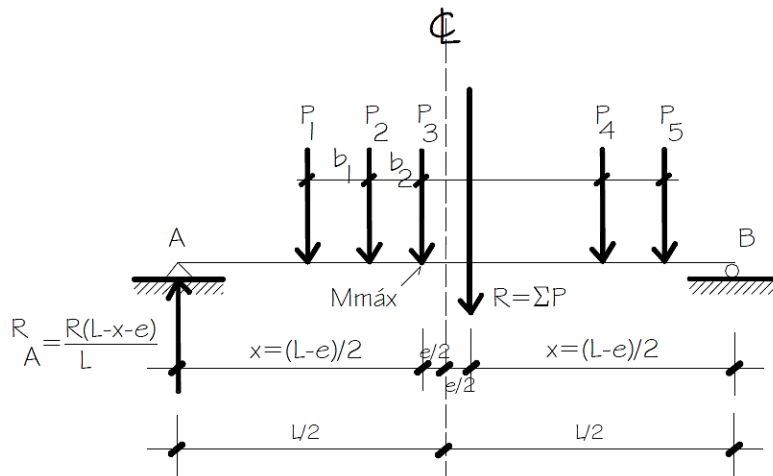 ℄
P1 P2 P3 P4 P5
b1 b2
A B
Mmáx R=ΣP
RA=R(L-x-e)/L
x=(L-e)/2 e/2 x=(L-e)/2
e/2
L/2 L/2